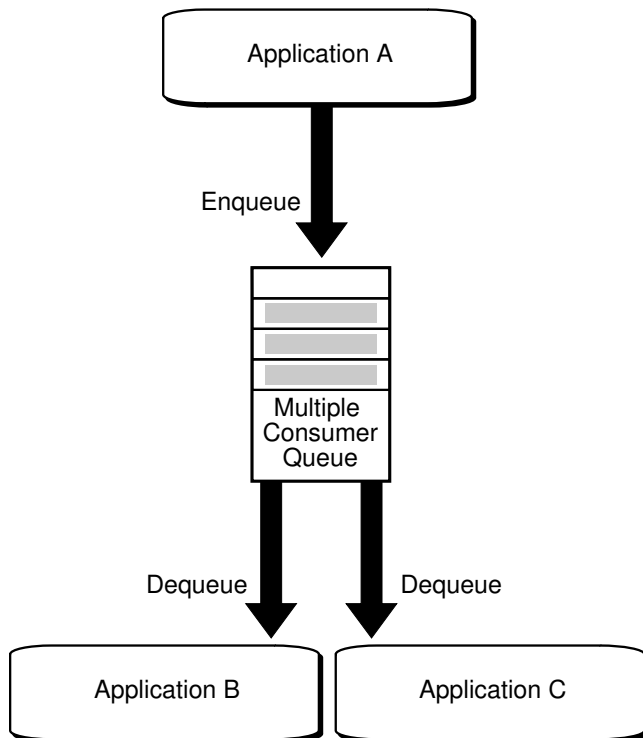 Application A
Enqueue
Multiple
Consumer
Queue
Dequeue
Dequeue
Application B
Application C